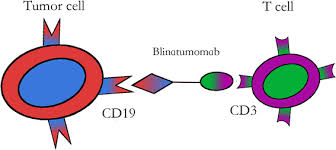 Tumor cell
T cell
Blinatumomab
CD19
CD3